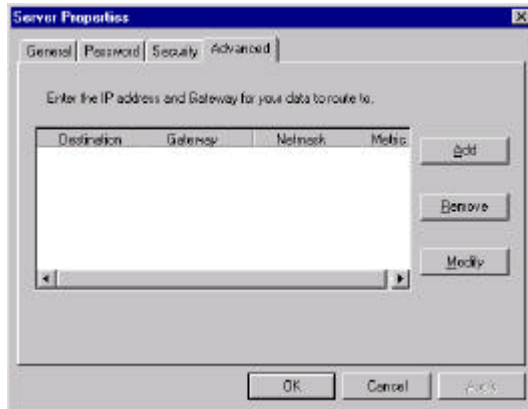 Server Properties
General Password Security Advanced
Enter the IP address and Gateway for your data to route to.
Destination Gateway Netmask Metric
Add
Remove
Modify
OK Cancel Apply